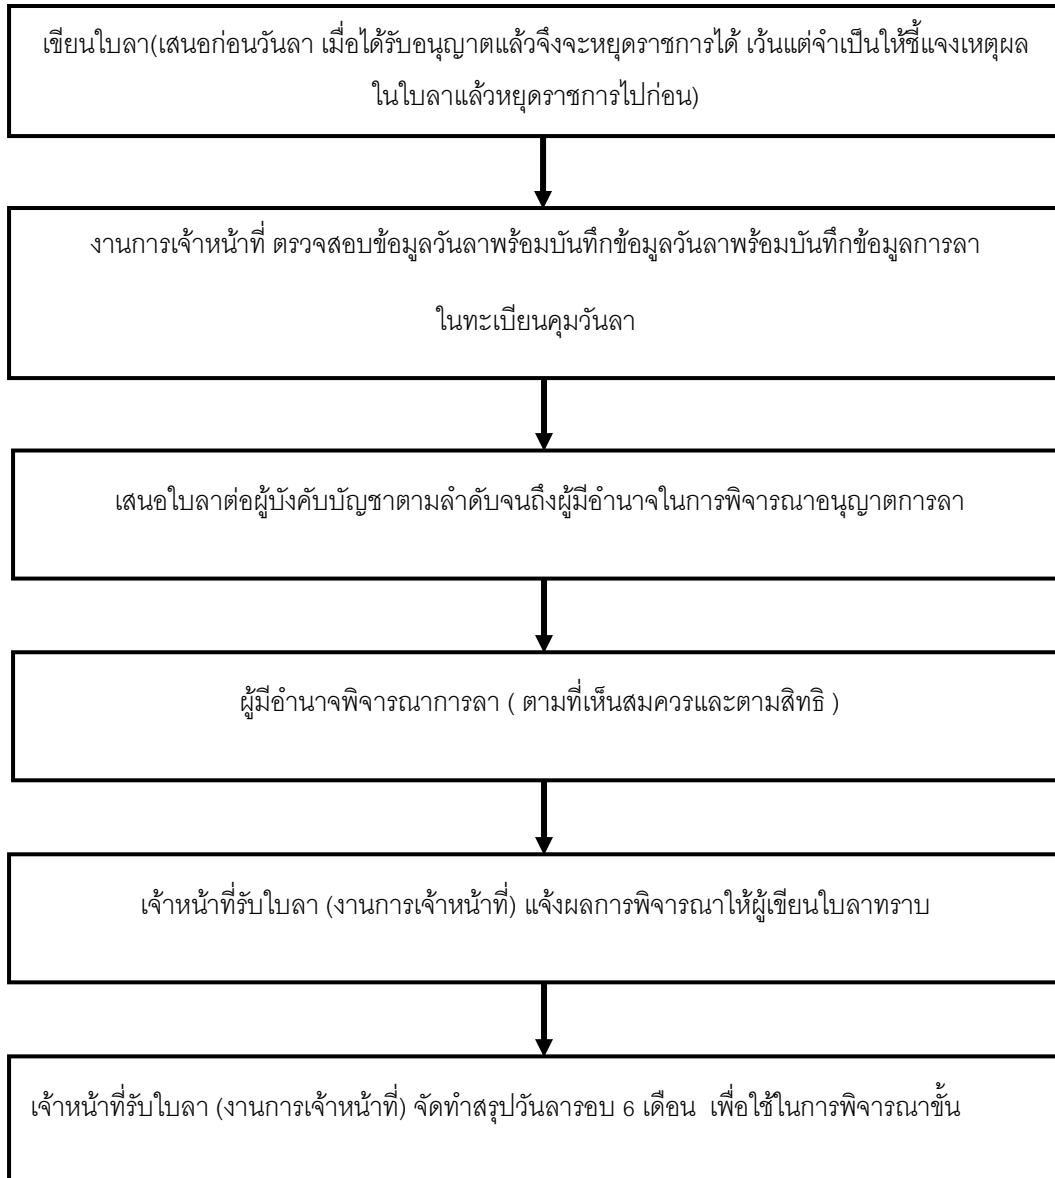 เขียนใบลา(เสนอก่อนวันลา เมื่อได้รับอนุญาตแล้วจึงจะหยุดราชการได้ เว้นแต่จำเป็นให้ชี้แจงเหตุผล
ในใบลาแล้วหยุดราชการไปก่อน)
งานการเจ้าหน้าที่ ตรวจสอบข้อมูลวันลาพร้อมบันทึกข้อมูลวันลาพร้อมบันทึกข้อมูลการลา
ในทะเบียนคุมวันลา
เสนอใบลาต่อผู้บังคับบัญชาตามลำดับจนถึงผู้มีอำนาจในการพิจารณาอนุญาตการลา
ผู้มีอำนาจพิจารณาการลา ( ตามที่เห็นสมควรและตามสิทธิ )
เจ้าหน้าที่รับใบลา (งานการเจ้าหน้าที่) แจ้งผลการพิจารณาให้ผู้เขียนใบลาทราบ
เจ้าหน้าที่รับใบลา (งานการเจ้าหน้าที่) จัดทำสรุปวันลารอบ 6 เดือน เพื่อใช้ในการพิจารณาขั้น